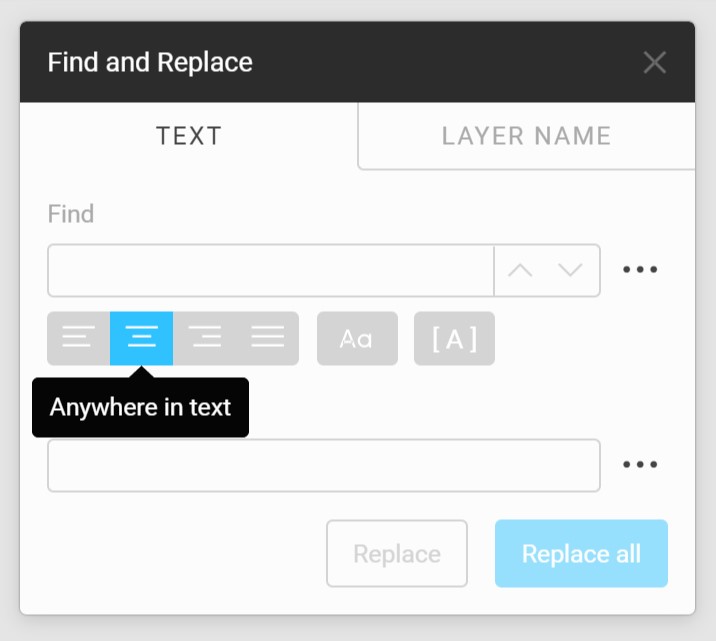 Find and Replace
TEXT
LAYER NAME
Find
Aa
[A]
Anywhere in text
Replace
Replace all